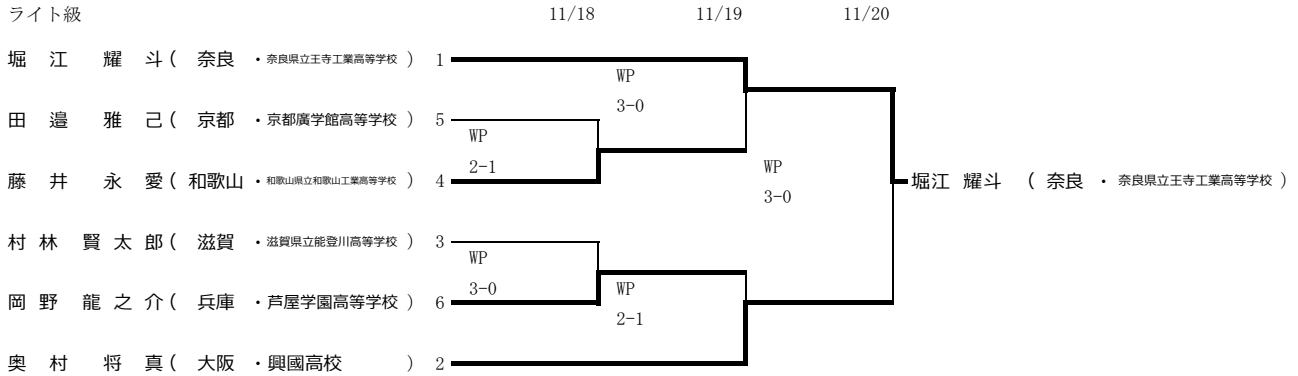 ライト級 11/18 11/19 11/20
堀江 耀斗(奈良・奈良県立王寺工業高等学校) 1
WP
3-0
田邉 雅己(京都・京都廣学館高等学校) 5
WP
2-1
WP
藤井 永愛(和歌山・和歌山県立和歌山工業高等学校) 4
堀江 耀斗 (奈良・奈良県立王寺工業高等学校)
3-0
村林 賢太郎(滋賀・滋賀県立能登川高等学校) 3
WP
3-0
WP
岡野 龍之介(兵庫・芦屋学園高等学校) 6
2-1
奥村 将真(大阪・興國高校) 2